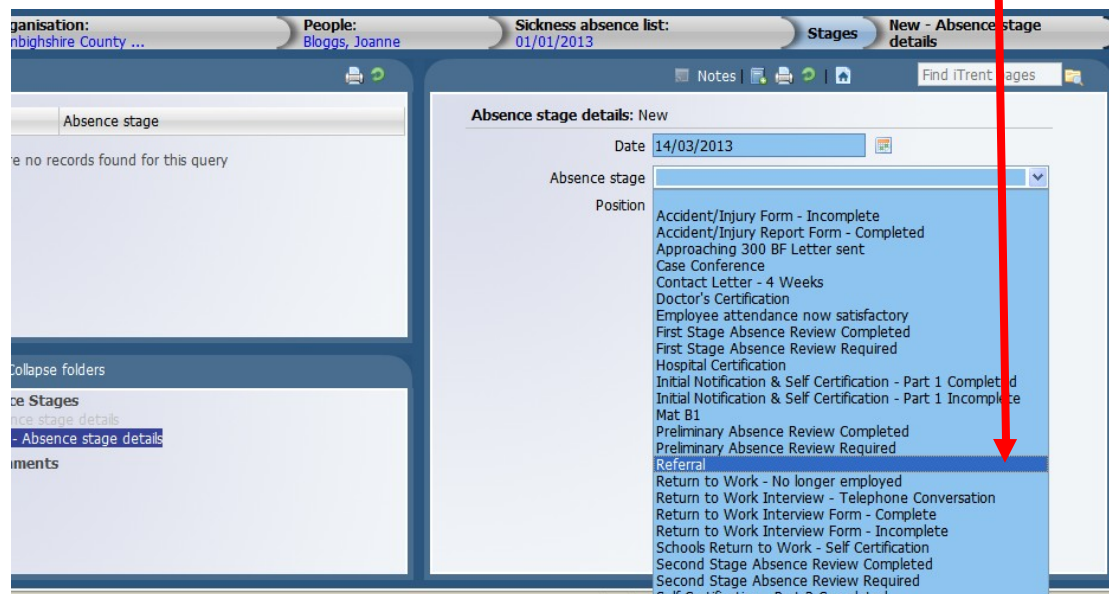 ganisation:
nbighshire County ...
People:
Bloggs, Joanne
Sickness absence list:
01/01/2013
Stages
New - Absence stage
details
Notes
Find iTrent pages
Absence stage
re no records found for this query
Collapse folders
ce Stages
nce stage details
- Absence stage details
uments
Absence stage details: New
Date 14/03/2013
Absence stage
Position
Accident/Injury Form - Incomplete
Accident/Injury Report Form - Completed
Approaching 300 BF Letter sent
Case Conference
Contact Letter - 4 Weeks
Doctor's Certification
Employee attendance now satisfactory
First Stage Absence Review Completed
First Stage Absence Review Required
Hospital Certification
Initial Notification & Self Certification - Part 1 Completed
Initial Notification & Self Certification - Part 1 Incomplete
Mat B1
Preliminary Absence Review Completed
Preliminary Absence Review Required
Referral
Return to Work - No longer employed
Return to Work Interview - Telephone Conversation
Return to Work Interview Form - Complete
Return to Work Interview Form - Incomplete
Schools Return to Work - Self Certification
Second Stage Absence Review Completed
Second Stage Absence Review Required